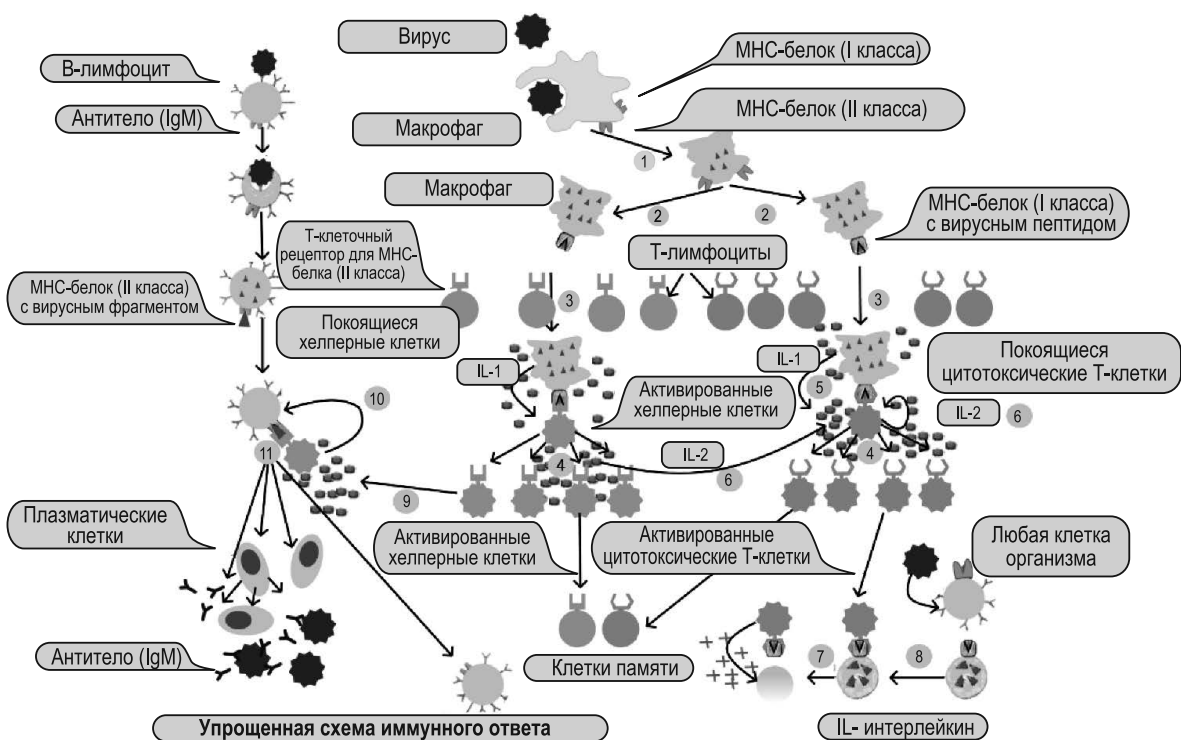 Вирус
МНС-белок (I класса)
В-лимфоцит
МНС-белок (II класса)
Антитело (IgM)
Макрофаг
1
Макрофаг
2
2
МНС-белок (I класса)
с вирусным пептидом
Т-клеточный
рецептор для МНС-
белка (II класса)
Т-лимфоциты
МНС-белок (II класса)
с вирусным фрагментом
3
3
Покоящиеся
хелперные клетки
IL-1
IL-1
Покоящиеся
цитотоксические Т-клетки
5
Активированные
хелперные клетки
10
IL-2
6
11
4
IL-2
4
6
9
Плазматические
клетки
Активированные
хелперные клетки
Активированные
цитотоксические Т-клетки
Любая клетка
организма
Антитело (IgM)
Клетки памяти
7
8
Упрощенная схема иммунного ответа
IL- интерлейкин